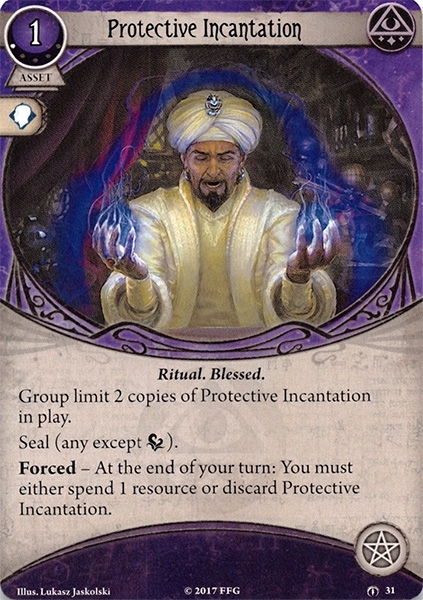 1
Protective Incantation
ASSET
Ritual. Blessed.
Group limit 2 copies of Protective Incantation
in play.
Seal (any except ).
Forced – At the end of your turn: You must
either spend 1 resource or discard Protective
Incantation.
Illus. Lukasz Jaskolski
© 2017 FFG
31